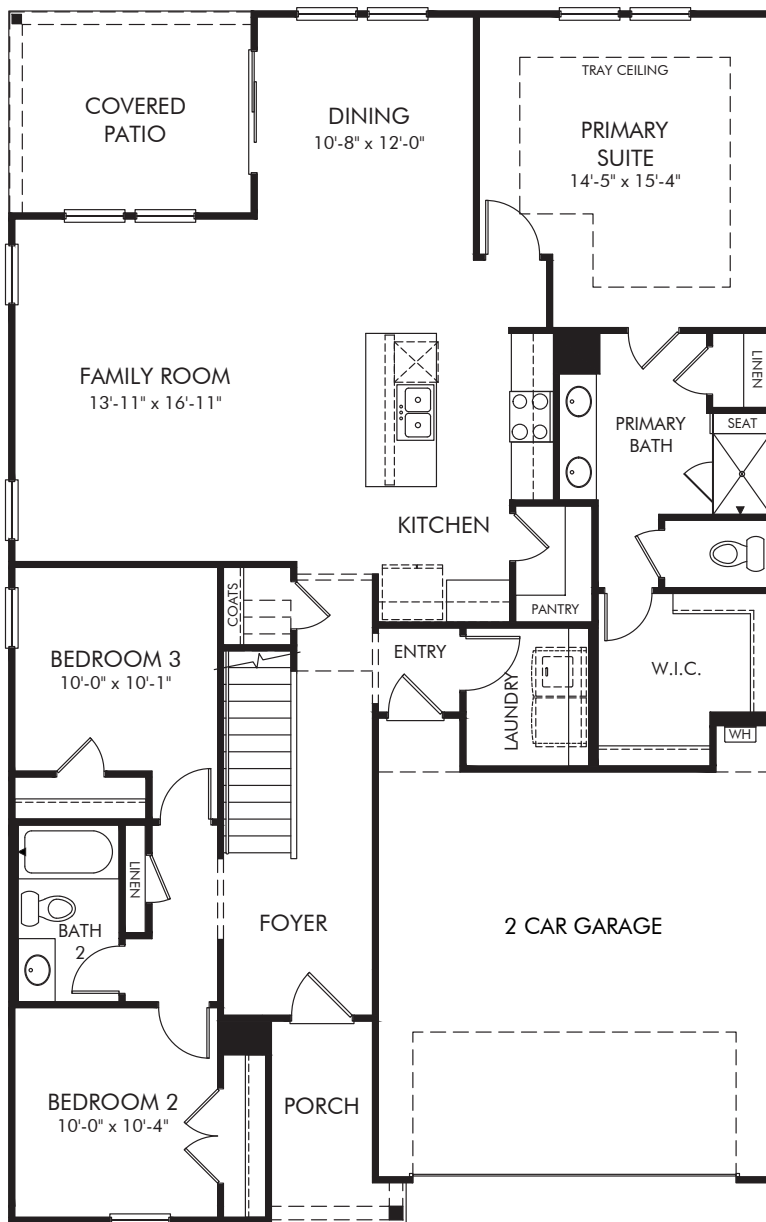 COVERED
PATIO
DINING
10'-8" x 12'-0"
TRAY CEILING
PRIMARY
SUITE
14'-5" x 15'-4"
FAMILY ROOM
13'-11" x 16'-11"
LINEN
PRIMARY
BATH
SEAT
KITCHEN
PANTRY
COATS
BEDROOM 3
10'-0" x 10'-1"
ENTRY
LAUNDRY
W.I.C.
WH
LINEN
BATH
2
FOYER
2 CAR GARAGE
BEDROOM 2
10'-0" x 10'-4"
PORCH